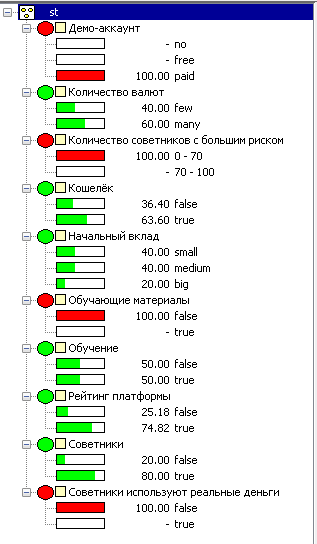 st
Демо-аккаунт
- no
- free
100.00 paid
Количество валют
40.00 few
60.00 many
Количество советников с большим риском
100.00 0 - 70
- 70 - 100
Кошелёк
36.40 false
63.60 true
Начальный вклад
40.00 small
40.00 medium
20.00 big
Обучающие материалы
100.00 false
- true
Обучение
50.00 false
50.00 true
Рейтинг платформы
25.18 false
74.82 true
Советники
20.00 false
80.00 true
Советники используют реальные деньги
100.00 false
- true